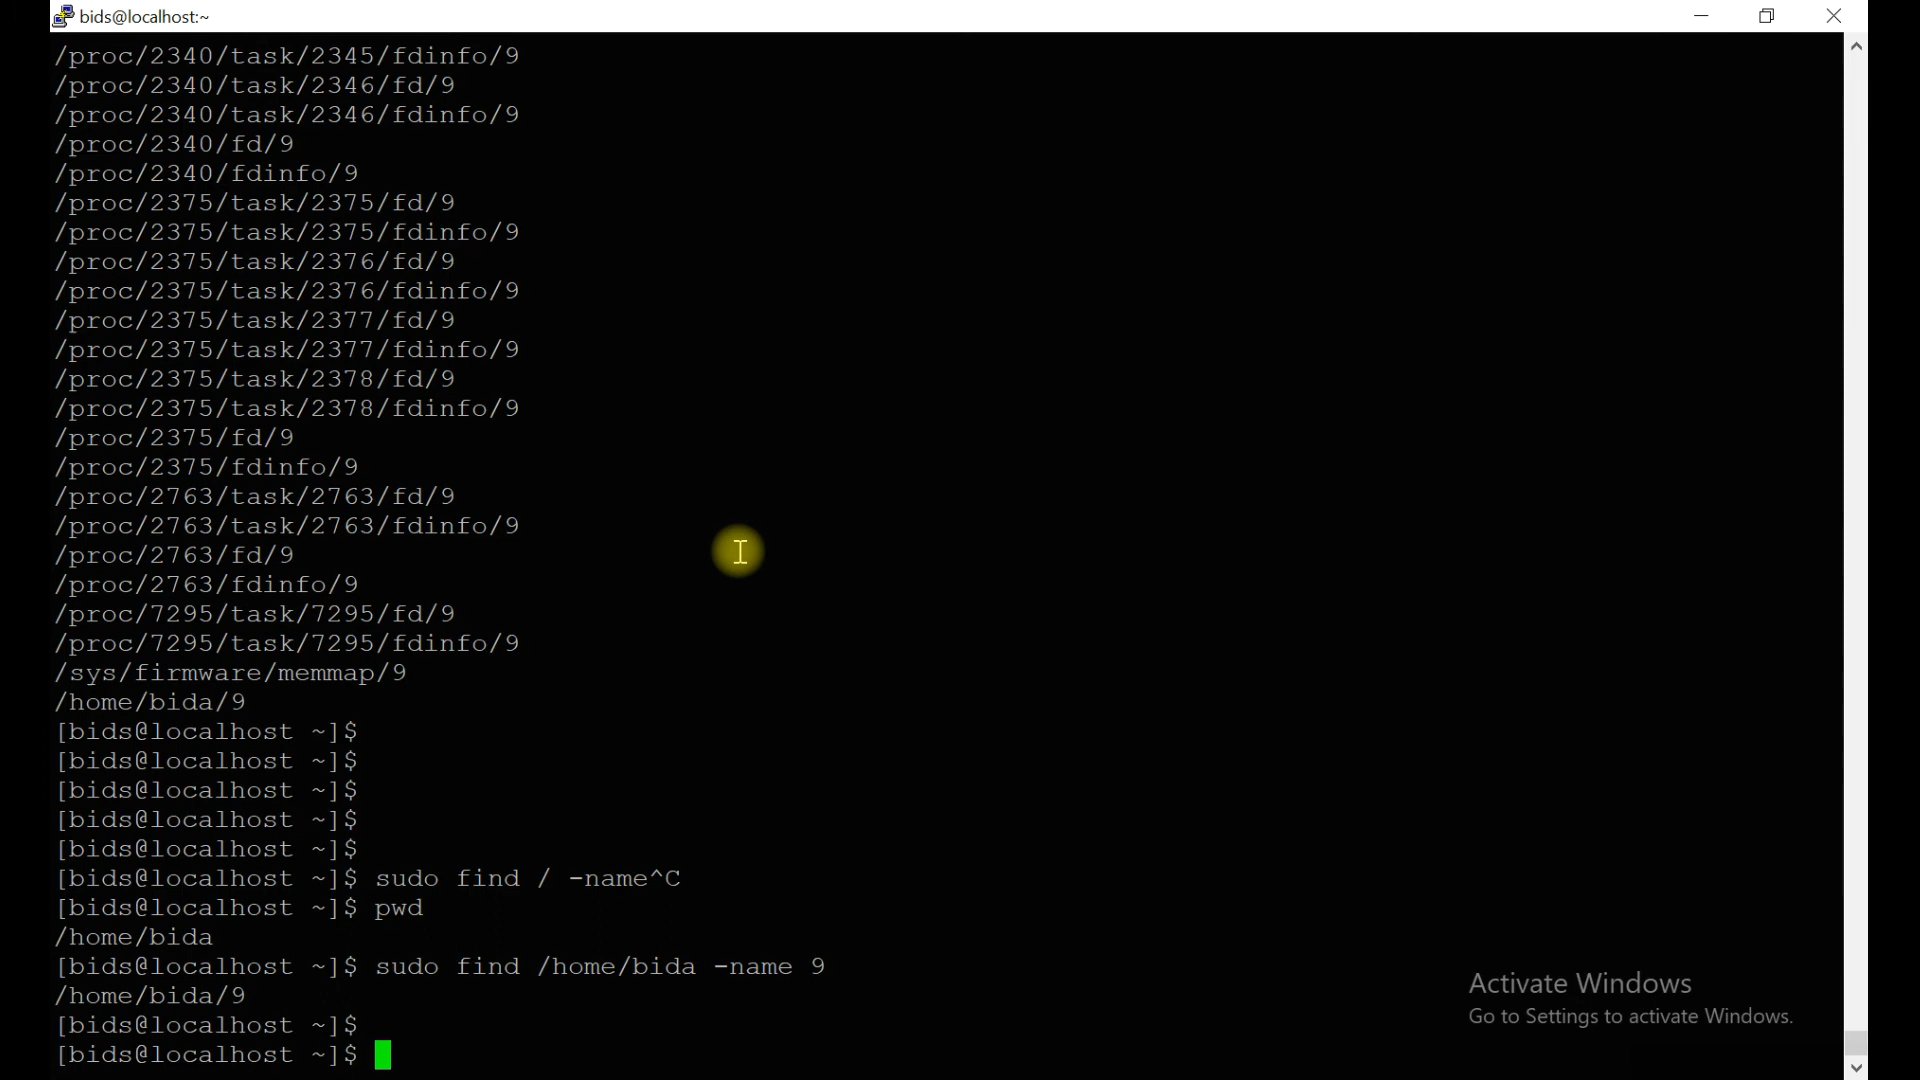 bids@localhost:~
/proc/2340/task/2345/fdinfo/9
/proc/2340/task/2346/fd/9
/proc/2340/task/2346/fdinfo/9
/proc/2340/fd/9
/proc/2340/fdinfo/9
/proc/2375/task/2375/fd/9
/proc/2375/task/2375/fdinfo/9
/proc/2375/task/2376/fd/9
/proc/2375/task/2376/fdinfo/9
/proc/2375/task/2377/fd/9
/proc/2375/task/2377/fdinfo/9
/proc/2375/task/2378/fd/9
/proc/2375/task/2378/fdinfo/9
/proc/2375/fd/9
/proc/2375/fdinfo/9
/proc/2763/task/2763/fd/9
/proc/2763/task/2763/fdinfo/9
/proc/2763/fd/9
/proc/2763/fdinfo/9
/proc/7295/task/7295/fd/9
/proc/7295/task/7295/fdinfo/9
/sys/firmware/memmap/9
/home/bida/9
[bids@localhost ~]$
[bids@localhost ~]$
[bids@localhost ~]$
[bids@localhost ~]$
[bids@localhost ~]$
[bids@localhost ~]$ sudo find / -name^C
[bids@localhost ~]$ pwd
/home/bida
[bids@localhost ~]$ sudo find /home/bida -name 9
/home/bida/9
[bids@localhost ~]$
[bids@localhost ~]$
Activate Windows
Go to Settings to activate Windows.